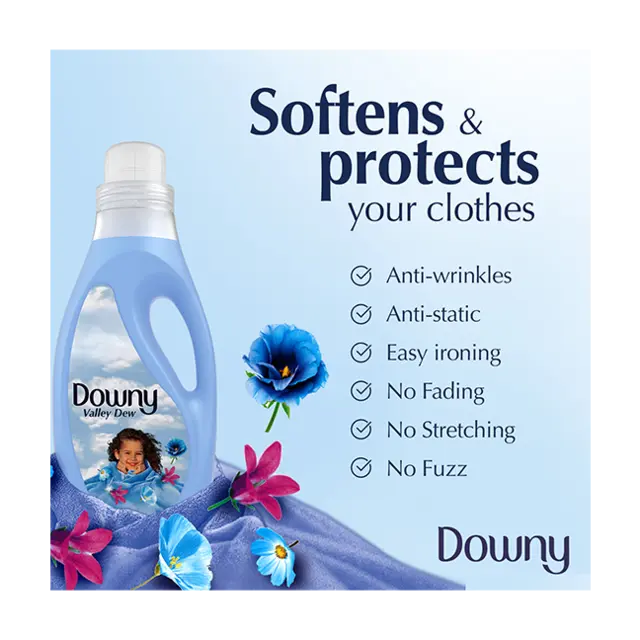 Softens &
protects
your clothes
Anti-wrinkles
Anti-static
Easy ironing
No Fading
No Stretching
No Fuzz
Downy
Valley Dew
Downy